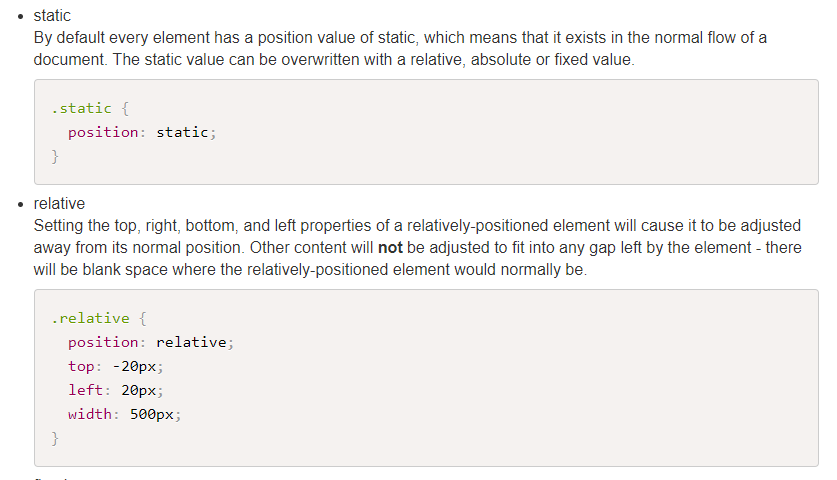 static
By default every element has a position value of static, which means that it exists in the normal flow of a
document. The static value can be overwritten with a relative, absolute or fixed value.
.static {
  position: static;
}
relative
Setting the top, right, bottom, and left properties of a relatively-positioned element will cause it to be adjusted
away from its normal position. Other content will not be adjusted to fit into any gap left by the element - there
will be blank space where the relatively-positioned element would normally be.
.relative {
  position: relative;
  top: -20px;
  left: 20px;
  width: 500px;
}